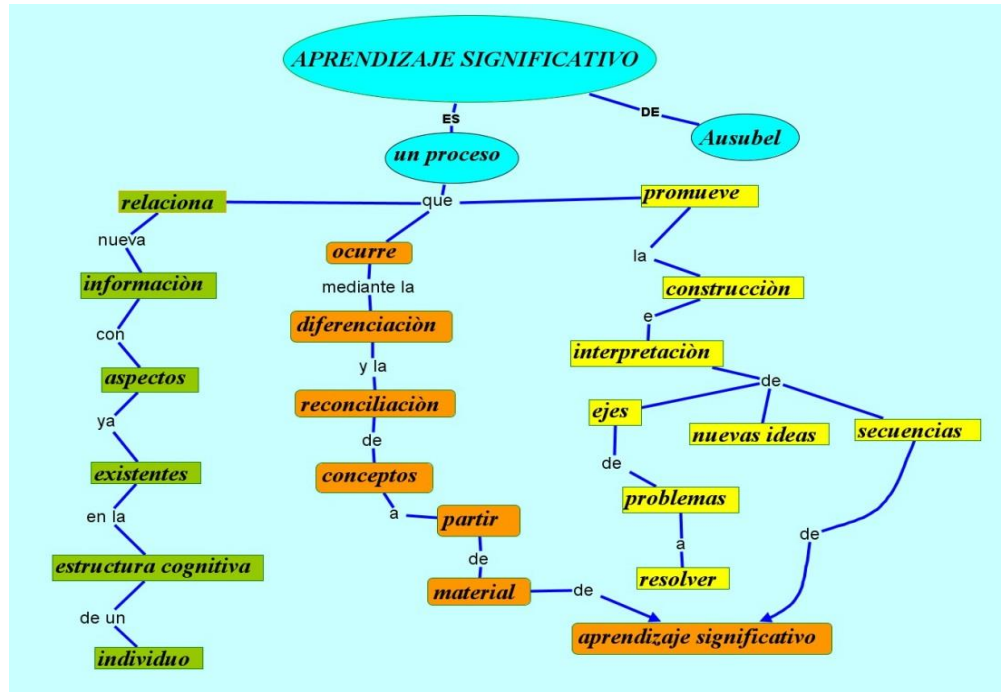 APRENDIZAJE SIGNIFICATIVO
ES
DE
Ausubel
un proceso
que
relaciona
nueva
informaciòn
con
aspectos
ya
existentes
en la
estructura cognitiva
de un
individuo
ocurre
mediante la
diferenciaciòn
y la
reconciliaciòn
de
conceptos
a
partir
de
material
de
aprendizaje significativo
promueve
la
construcciòn
e
interpretaciòn
de
ejes
de
problemas
a
resolver
nuevas ideas
secuencias
de